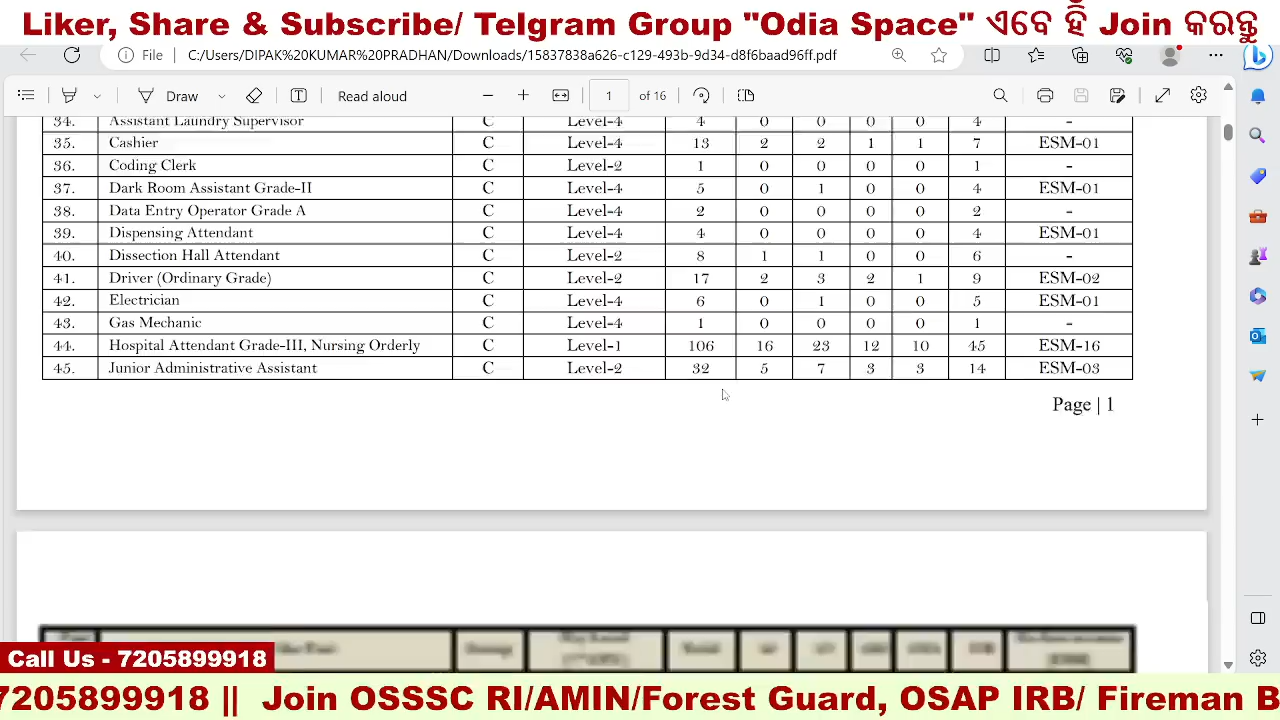 Liker, Share & Subscribe/ Telgram Group "Odia Space" ଏବେ ହିଁ Join କରନ୍ତୁ
File C:/Users/DIPAK%20KUMAR%20PRADHAN/Downloads/15887838a626-c129-493b-9d34-d8f6baad96ff.pdf
Draw Read aloud 1 of 16
34. Assistant Laundry Supervisor C Level-4 4 0 0 0 0 4 -
35. Cashier C Level-4 13 2 2 1 1 7 ESM-01
36. Coding Clerk C Level-2 1 0 0 0 0 1 -
37. Dark Room Assistant Grade-II C Level-4 5 0 1 0 0 4 ESM-01
38. Data Entry Operator Grade A C Level-4 2 0 0 0 0 2 -
39. Dispensing Attendant C Level-4 4 0 0 0 0 4 ESM-01
40. Dissection Hall Attendant C Level-2 8 1 1 0 0 6 -
41. Driver (Ordinary Grade) C Level-2 17 2 3 2 1 9 ESM-02
42. Electrician C Level-4 6 0 1 0 0 5 ESM-01
43. Gas Mechanic C Level-4 1 0 0 0 0 1 -
44. Hospital Attendant Grade-III, Nursing Orderly C Level-1 106 16 23 12 10 45 ESM-16
45. Junior Administrative Assistant C Level-2 32 5 7 3 3 14 ESM-03
Page | 1
Call Us - 7205899918
7205899918 || Join OSSSC RI/AMIN/Forest Guard, OSAP IRB/ Fireman B